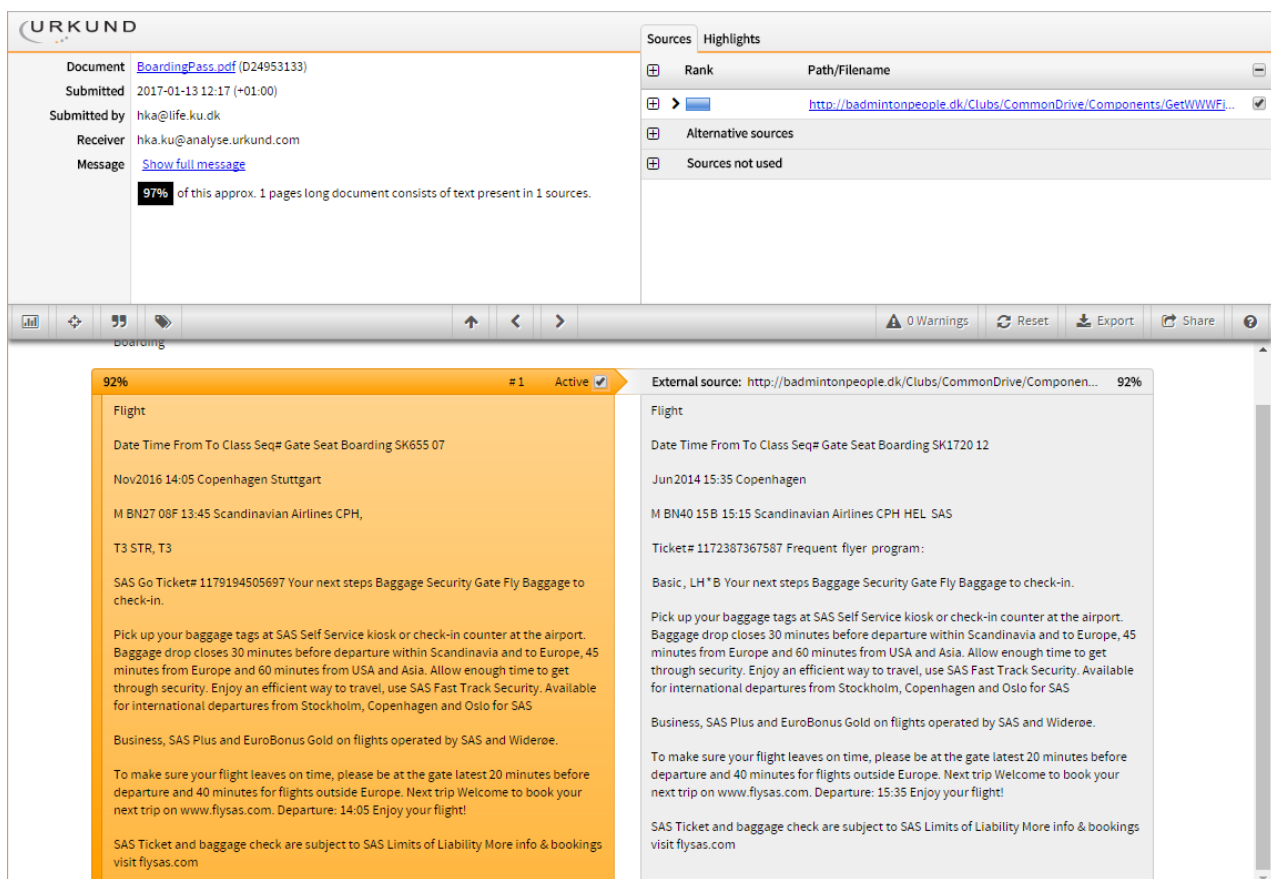 URKUND
Document BoardingPass.pdf (D24953133)
Submitted 2017-01-13 12:17 (+01:00)
Submitted by hka@life.ku.dk
Receiver hka.ku@analyse.urkund.com
Message Show full message
97% of this approx. 1 pages long document consists of text present in 1 sources.
Sources Highlights
Rank Path/Filename
http://badmintonpeople.dk/Clubs/CommonDrive/Components/GetWWWFi...
Alternative sources
Sources not used
0 Warnings Reset Export Share
Boarding
92% #1 Active
Flight
Date Time From To Class Seq# Gate Seat Boarding SK655 07
Nov2016 14:05 Copenhagen Stuttgart
M BN27 08F 13:45 Scandinavian Airlines CPH,
T3 STR, T3
SAS Go Ticket# 1179194505697 Your next steps Baggage Security Gate Fly Baggage to
check-in.
Pick up your baggage tags at SAS Self Service kiosk or check-in counter at the airport.
Baggage drop closes 30 minutes before departure within Scandinavia and to Europe, 45
minutes from Europe and 60 minutes from USA and Asia. Allow enough time to get
through security. Enjoy an efficient way to travel, use SAS Fast Track Security. Available
for international departures from Stockholm, Copenhagen and Oslo for SAS
Business, SAS Plus and EuroBonus Gold on flights operated by SAS and Widerøe.
To make sure your flight leaves on time, please be at the gate latest 20 minutes before
departure and 40 minutes for flights outside Europe. Next trip Welcome to book your
next trip on www.flysas.com. Departure: 14:05 Enjoy your flight!
SAS Ticket and baggage check are subject to SAS Limits of Liability More info & bookings
visit flysas.com
External source: http://badmintonpeople.dk/Clubs/CommonDrive/Componen... 92%
Flight
Date Time From To Class Seq# Gate Seat Boarding SK1720 12
Jun2014 15:35 Copenhagen
M BN40 15B 15:15 Scandinavian Airlines CPH HEL SAS
Ticket# 1172387367587 Frequent flyer program:
Basic, LH*B Your next steps Baggage Security Gate Fly Baggage to check-in.
Pick up your baggage tags at SAS Self Service kiosk or check-in counter at the airport.
Baggage drop closes 30 minutes before departure within Scandinavia and to Europe, 45
minutes from Europe and 60 minutes from USA and Asia. Allow enough time to get
through security. Enjoy an efficient way to travel, use SAS Fast Track Security. Available
for international departures from Stockholm, Copenhagen and Oslo for SAS
Business, SAS Plus and EuroBonus Gold on flights operated by SAS and Widerøe.
To make sure your flight leaves on time, please be at the gate latest 20 minutes before
departure and 40 minutes for flights outside Europe. Next trip Welcome to book your
next trip on www.flysas.com. Departure: 15:35 Enjoy your flight!
SAS Ticket and baggage check are subject to SAS Limits of Liability More info & bookings
visit flysas.com